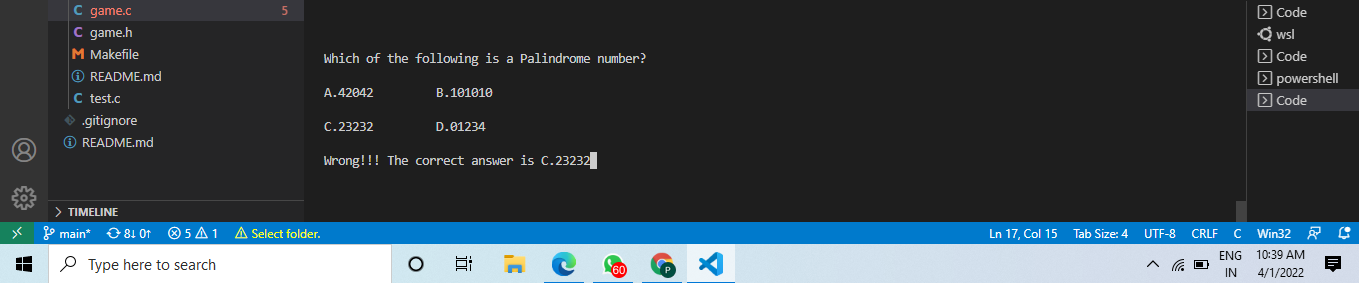 C game.c 5
C game.h
M Makefile
README.md
C test.c
.gitignore
README.md
TIMELINE
Which of the following is a Palindrome number?
A.42042 B.101010
C.23232 D.01234
Wrong!!! The correct answer is C.23232
Code
wsl
Code
powershell
Code
main* 8↓ 0↑ 5 1 Select folder. Ln 17, Col 15 Tab Size: 4 UTF-8 CRLF C Win32
Type here to search
60
P
ENG
IN
10:39 AM
4/1/2022